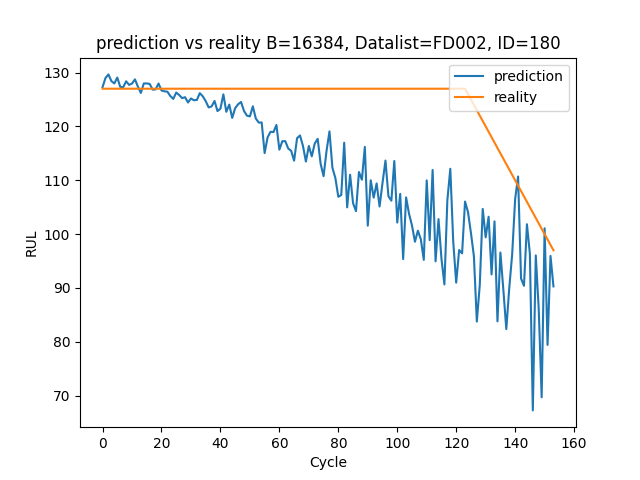 prediction vs reality B=16384, Datalist=FD002, ID=180
prediction
reality
130
120
110
100
90
80
70
RUL
0 20 40 60 80 100 120 140 160
Cycle